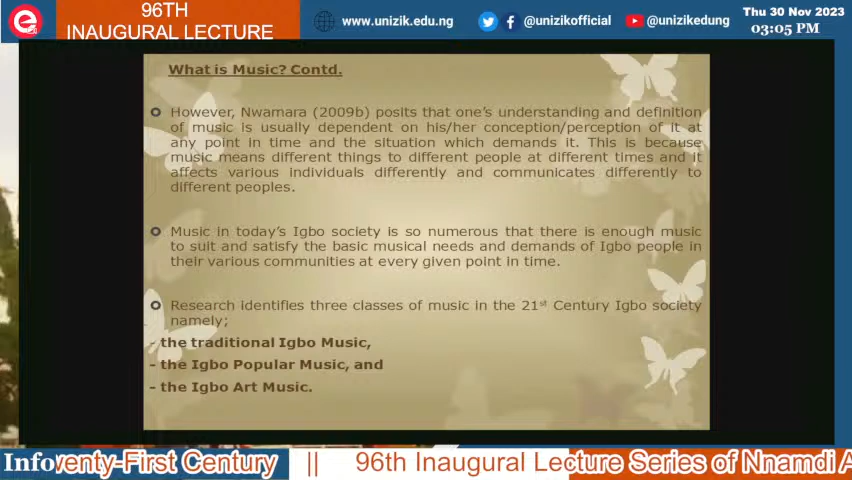 96TH
INAUGURAL LECTURE
www.unizik.edu.ng
@unizikofficial
@unizikedung
Thu 30 Nov 2023
03:05 PM
What is Music? Contd.
However, Nwamara (2009b) posits that one's understanding and definition
of music is usually dependent on his/her conception/perception of it at
any point in time and the situation which demands it. This is because
music means different things to different people at different times and it
affects various individuals differently and communicates differently to
different peoples.
Music in today's Igbo society is so numerous that there is enough music
to suit and satisfy the basic musical needs and demands of Igbo people in
their various communities at every given point in time.
Research identifies three classes of music in the 21st Century Igbo society
namely;
- the traditional Igbo Music,
- the Igbo Popular Music, and
- the Igbo Art Music.
Info
venty-First Century || 96th Inaugural Lecture Series of Nnamdi A